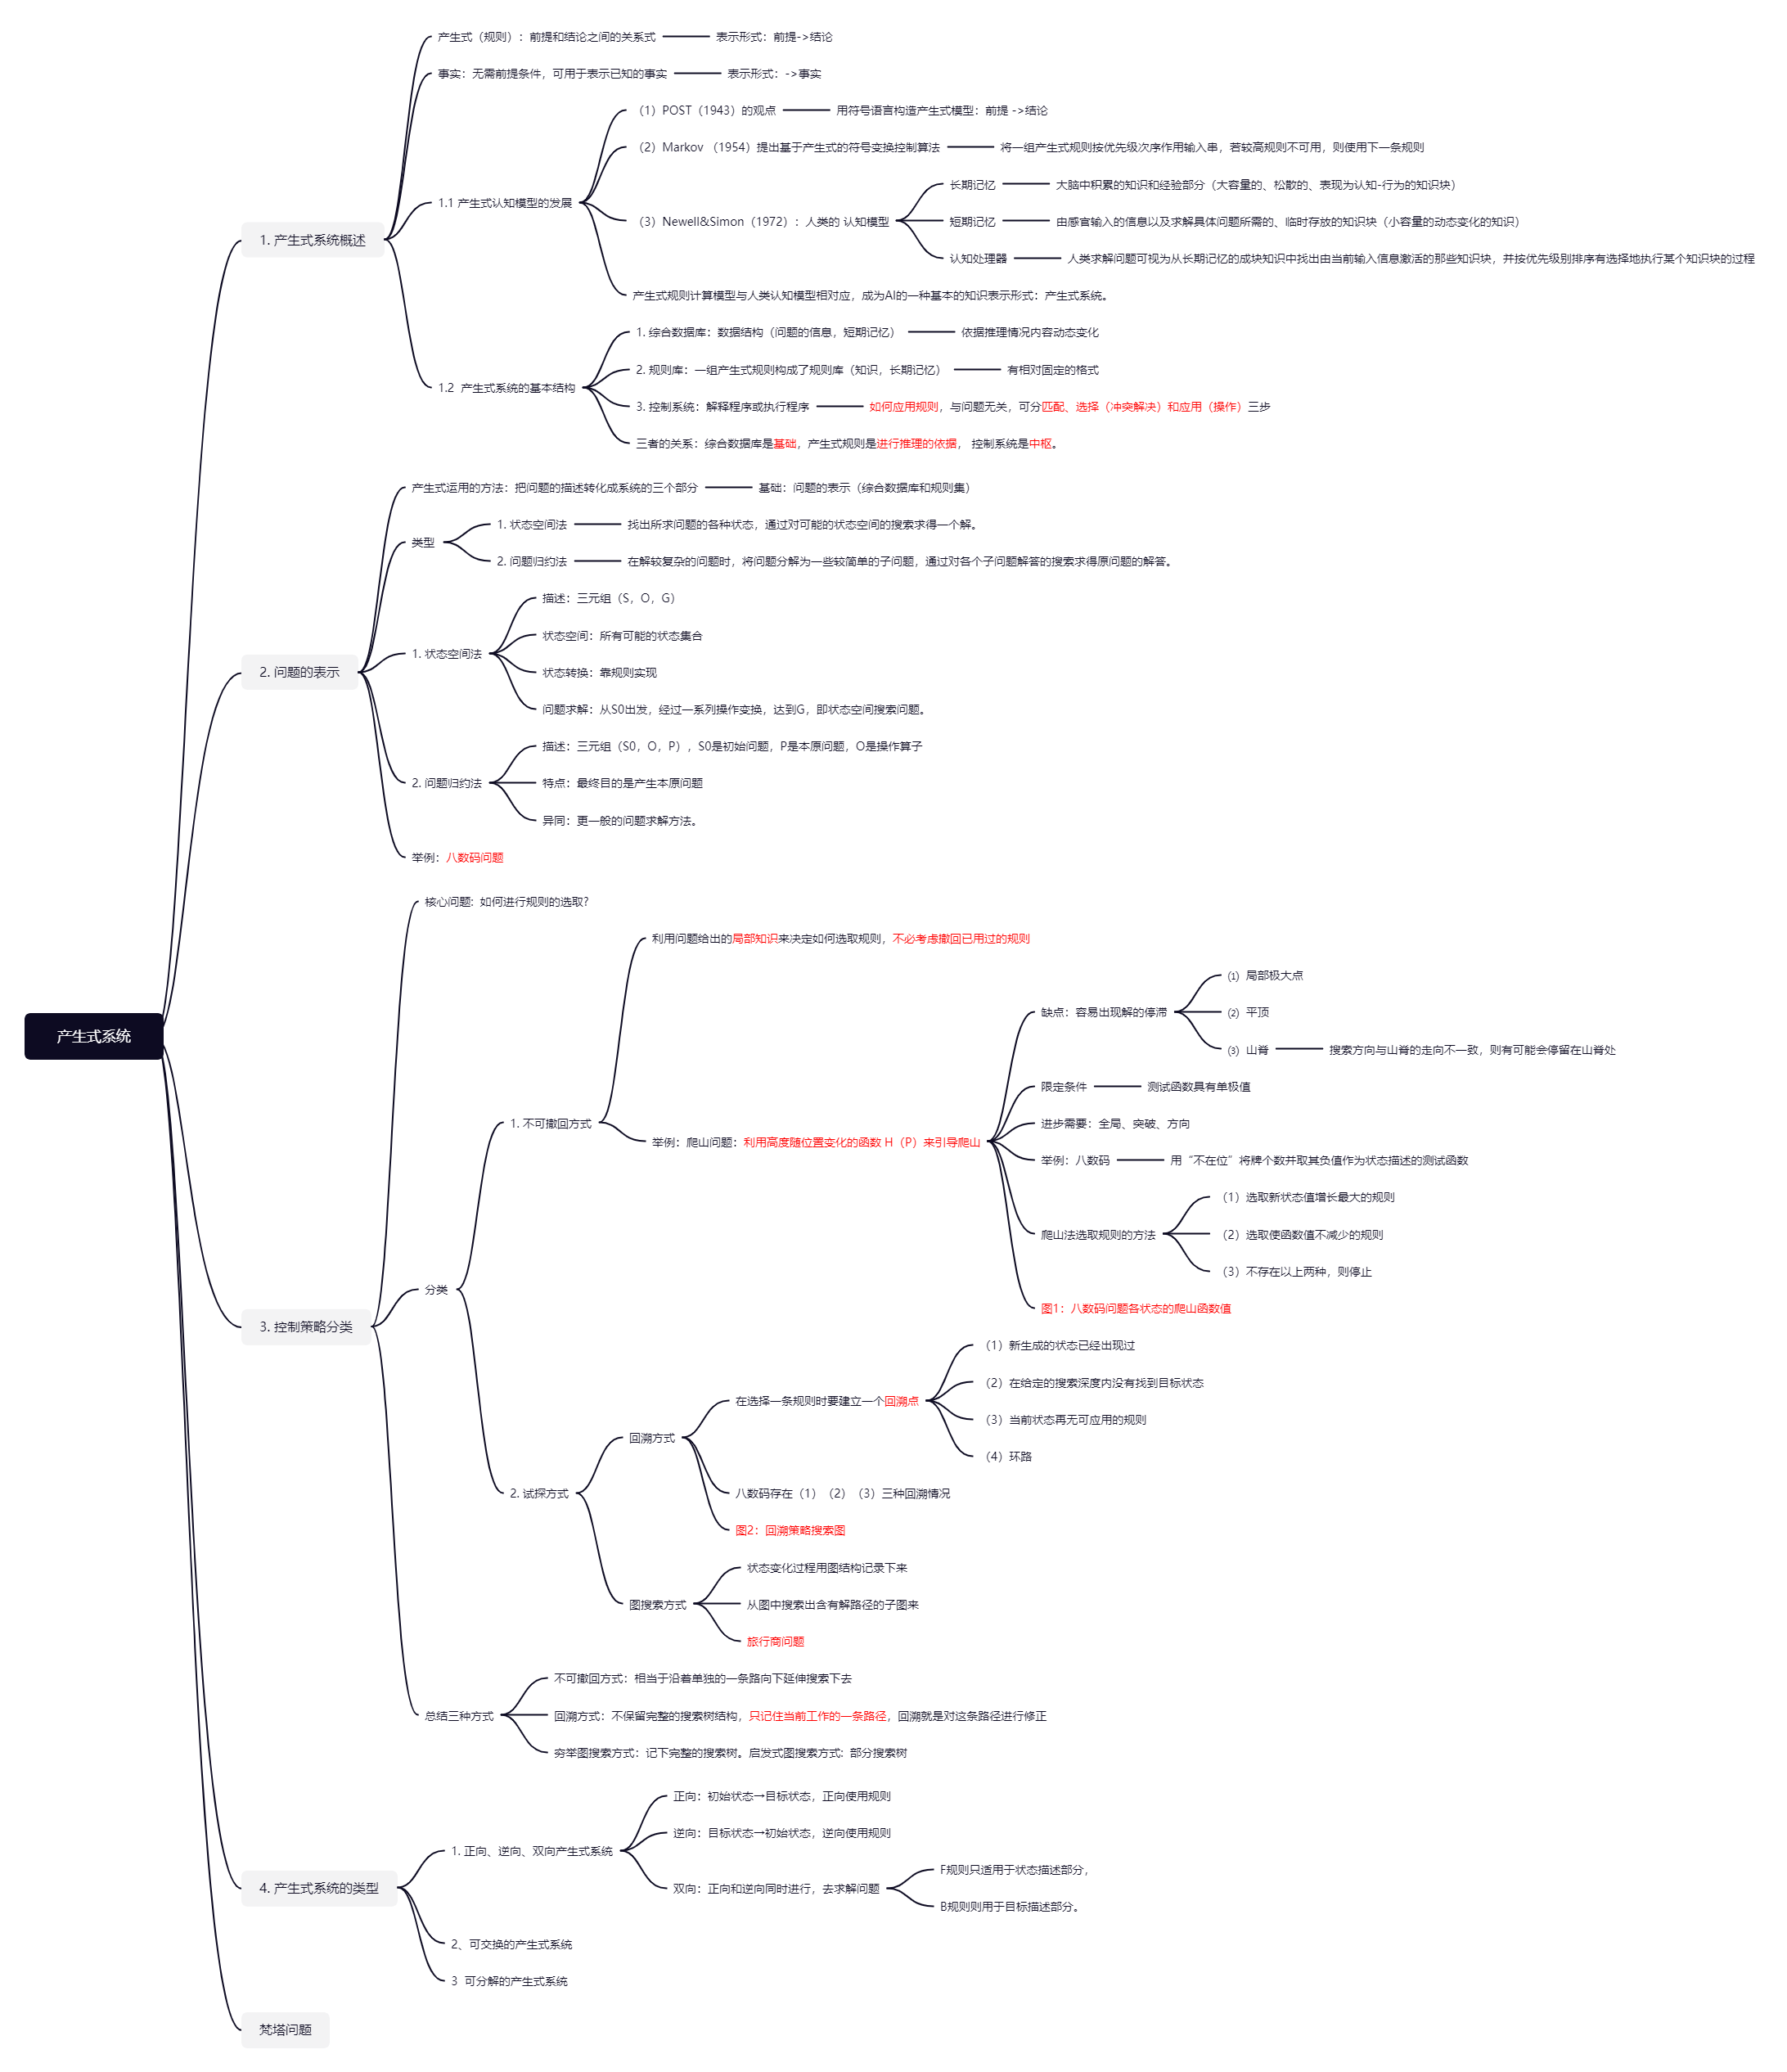 产生式系统
1. 产生式系统概述
产生式（规则）：前提和结论之间的关系式
表示形式：前提->结论
事实：无需前提条件，可用于表示已知的事实
表示形式：->事实
1.1 产生式认知模型的发展
（1）POST（1943）的观点
用符号语言构造产生式模型：前提 ->结论
（2）Markov （1954）提出基于产生式的符号变换控制算法
将一组产生式规则按优先级次序作用输入串，若较高规则不可用，则使用下一条规则
（3）Newell&Simon（1972）：人类的 认知模型
长期记忆
大脑中积累的知识和经验部分（大容量的、松散的、表现为认知-行为的知识块）
短期记忆
由感官输入的信息以及求解具体问题所需的、临时存放的知识块（小容量的动态变化的知识）
认知处理器
人类求解问题可视为从长期记忆的成块知识中找出由当前输入信息激活的那些知识块，并按优先级别排序有选择地执行某个知识块的过程
产生式规则计算模型与人类认知模型相对应，成为AI的一种基本的知识表示形式：产生式系统。
1.2 产生式系统的基本结构
1. 综合数据库：数据结构（问题的信息，短期记忆）
依据推理情况内容动态变化
2. 规则库：一组产生式规则构成了规则库（知识，长期记忆）
有相对固定的格式
3. 控制系统：解释程序或执行程序
如何应用规则，与问题无关，可分匹配、选择（冲突解决）和应用（操作）三步
三者的关系：综合数据库是基础，产生式规则是进行推理的依据， 控制系统是中枢。
2. 问题的表示
产生式运用的方法：把问题的描述转化成系统的三个部分
基础：问题的表示（综合数据库和规则集）
类型
1. 状态空间法
找出所求问题的各种状态，通过对可能的状态空间的搜索求得一个解。
2. 问题归约法
在解较复杂的问题时，将问题分解为一些较简单的子问题，通过对各个子问题解答的搜索求得原问题的解答。
1. 状态空间法
描述：三元组（S，O，G）
状态空间：所有可能的状态集合
状态转换：靠规则实现
问题求解：从S0出发，经过一系列操作变换，达到G，即状态空间搜索问题。
2. 问题归约法
描述：三元组（S0，O，P），S0是初始问题，P是本原问题，O是操作算子
特点：最终目的是产生本原问题
异同：更一般的问题求解方法。
举例：八数码问题
3. 控制策略分类
核心问题: 如何进行规则的选取?
分类
1. 不可撤回方式
利用问题给出的局部知识来决定如何选取规则，不必考虑撤回已用过的规则
举例：爬山问题：利用高度随位置变化的函数 H（P）来引导爬山
缺点：容易出现解的停滞
⑴ 局部极大点
⑵ 平顶
⑶ 山脊
搜索方向与山脊的走向不一致，则有可能会停留在山脊处
限定条件
测试函数具有单极值
进步需要：全局、突破、方向
举例：八数码
用“不在位”将牌个数并取其负值作为状态描述的测试函数
爬山法选取规则的方法
（1）选取新状态值增长最大的规则
（2）选取使函数值不减少的规则
（3）不存在以上两种，则停止
图1：八数码问题各状态的爬山函数值
2. 试探方式
回溯方式
在选择一条规则时要建立一个回溯点
（1）新生成的状态已经出现过
（2）在给定的搜索深度内没有找到目标状态
（3）当前状态再无可应用的规则
（4）环路
八数码存在（1）（2）（3）三种回溯情况
图2：回溯策略搜索图
图搜索方式
状态变化过程用图结构记录下来
从图中搜索出含有解路径的子图来
旅行商问题
总结三种方式
不可撤回方式：相当于沿着单独的一条路向下延伸搜索下去
回溯方式：不保留完整的搜索树结构，只记住当前工作的一条路径，回溯就是对这条路径进行修正
穷举图搜索方式：记下完整的搜索树。启发式图搜索方式: 部分搜索树
4. 产生式系统的类型
1. 正向、逆向、双向产生式系统
正向：初始状态→目标状态，正向使用规则
逆向：目标状态→初始状态，逆向使用规则
双向：正向和逆向同时进行，去求解问题
F规则只适用于状态描述部分，
B规则则用于目标描述部分。
2、可交换的产生式系统
3 可分解的产生式系统
梵塔问题